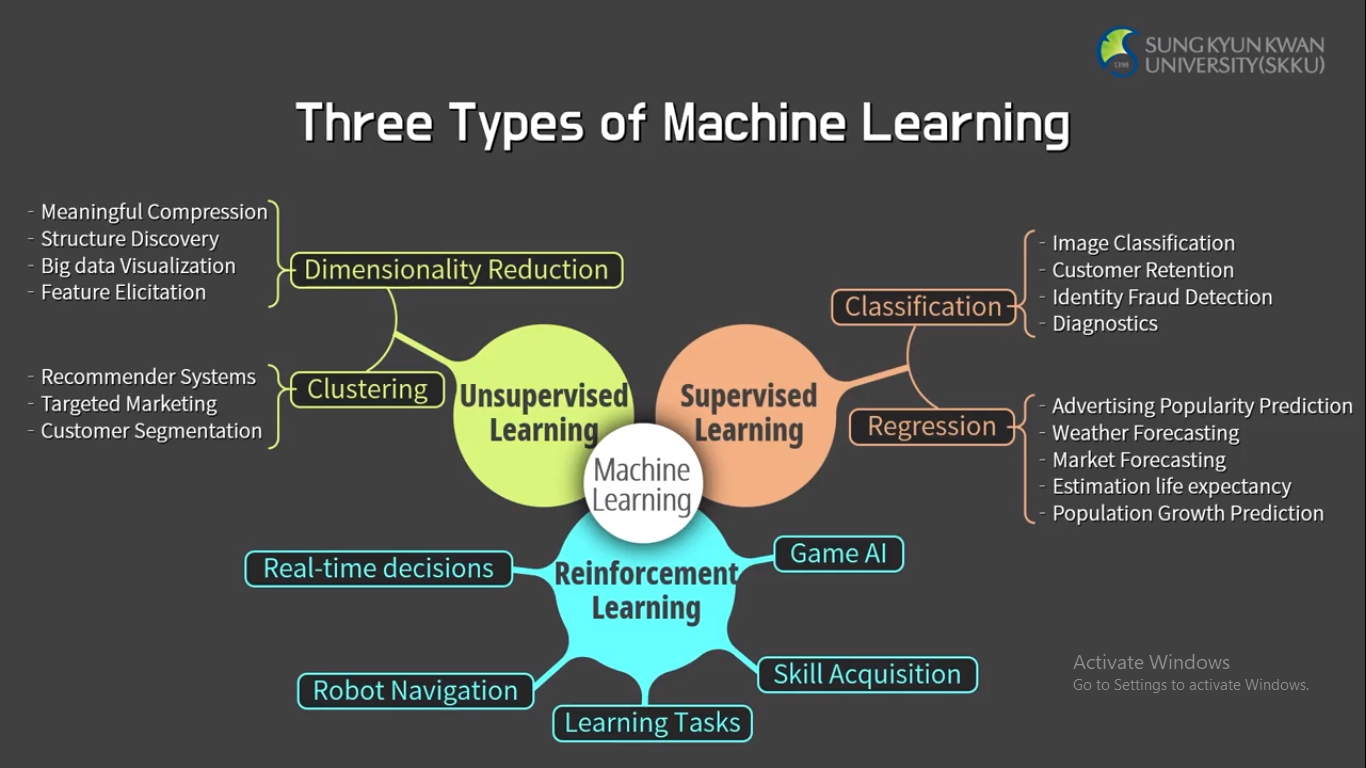 SUNG KYUN KWAN
UNIVERSITY(SKKU)
1398
Three Types of Machine Learning
- Meaningful Compression
- Structure Discovery
- Big data Visualization
- Feature Elicitation
Dimensionality Reduction
- Recommender Systems
- Targeted Marketing
- Customer Segmentation
Clustering
Unsupervised
Learning
Supervised
Learning
Classification
- Image Classification
- Customer Retention
- Identity Fraud Detection
- Diagnostics
Regression
- Advertising Popularity Prediction
- Weather Forecasting
- Market Forecasting
- Estimation life expectancy
- Population Growth Prediction
Machine
Learning
Reinforcement
Learning
Real-time decisions
Game AI
Robot Navigation
Skill Acquisition
Learning Tasks
Activate Windows
Go to Settings to activate Windows.